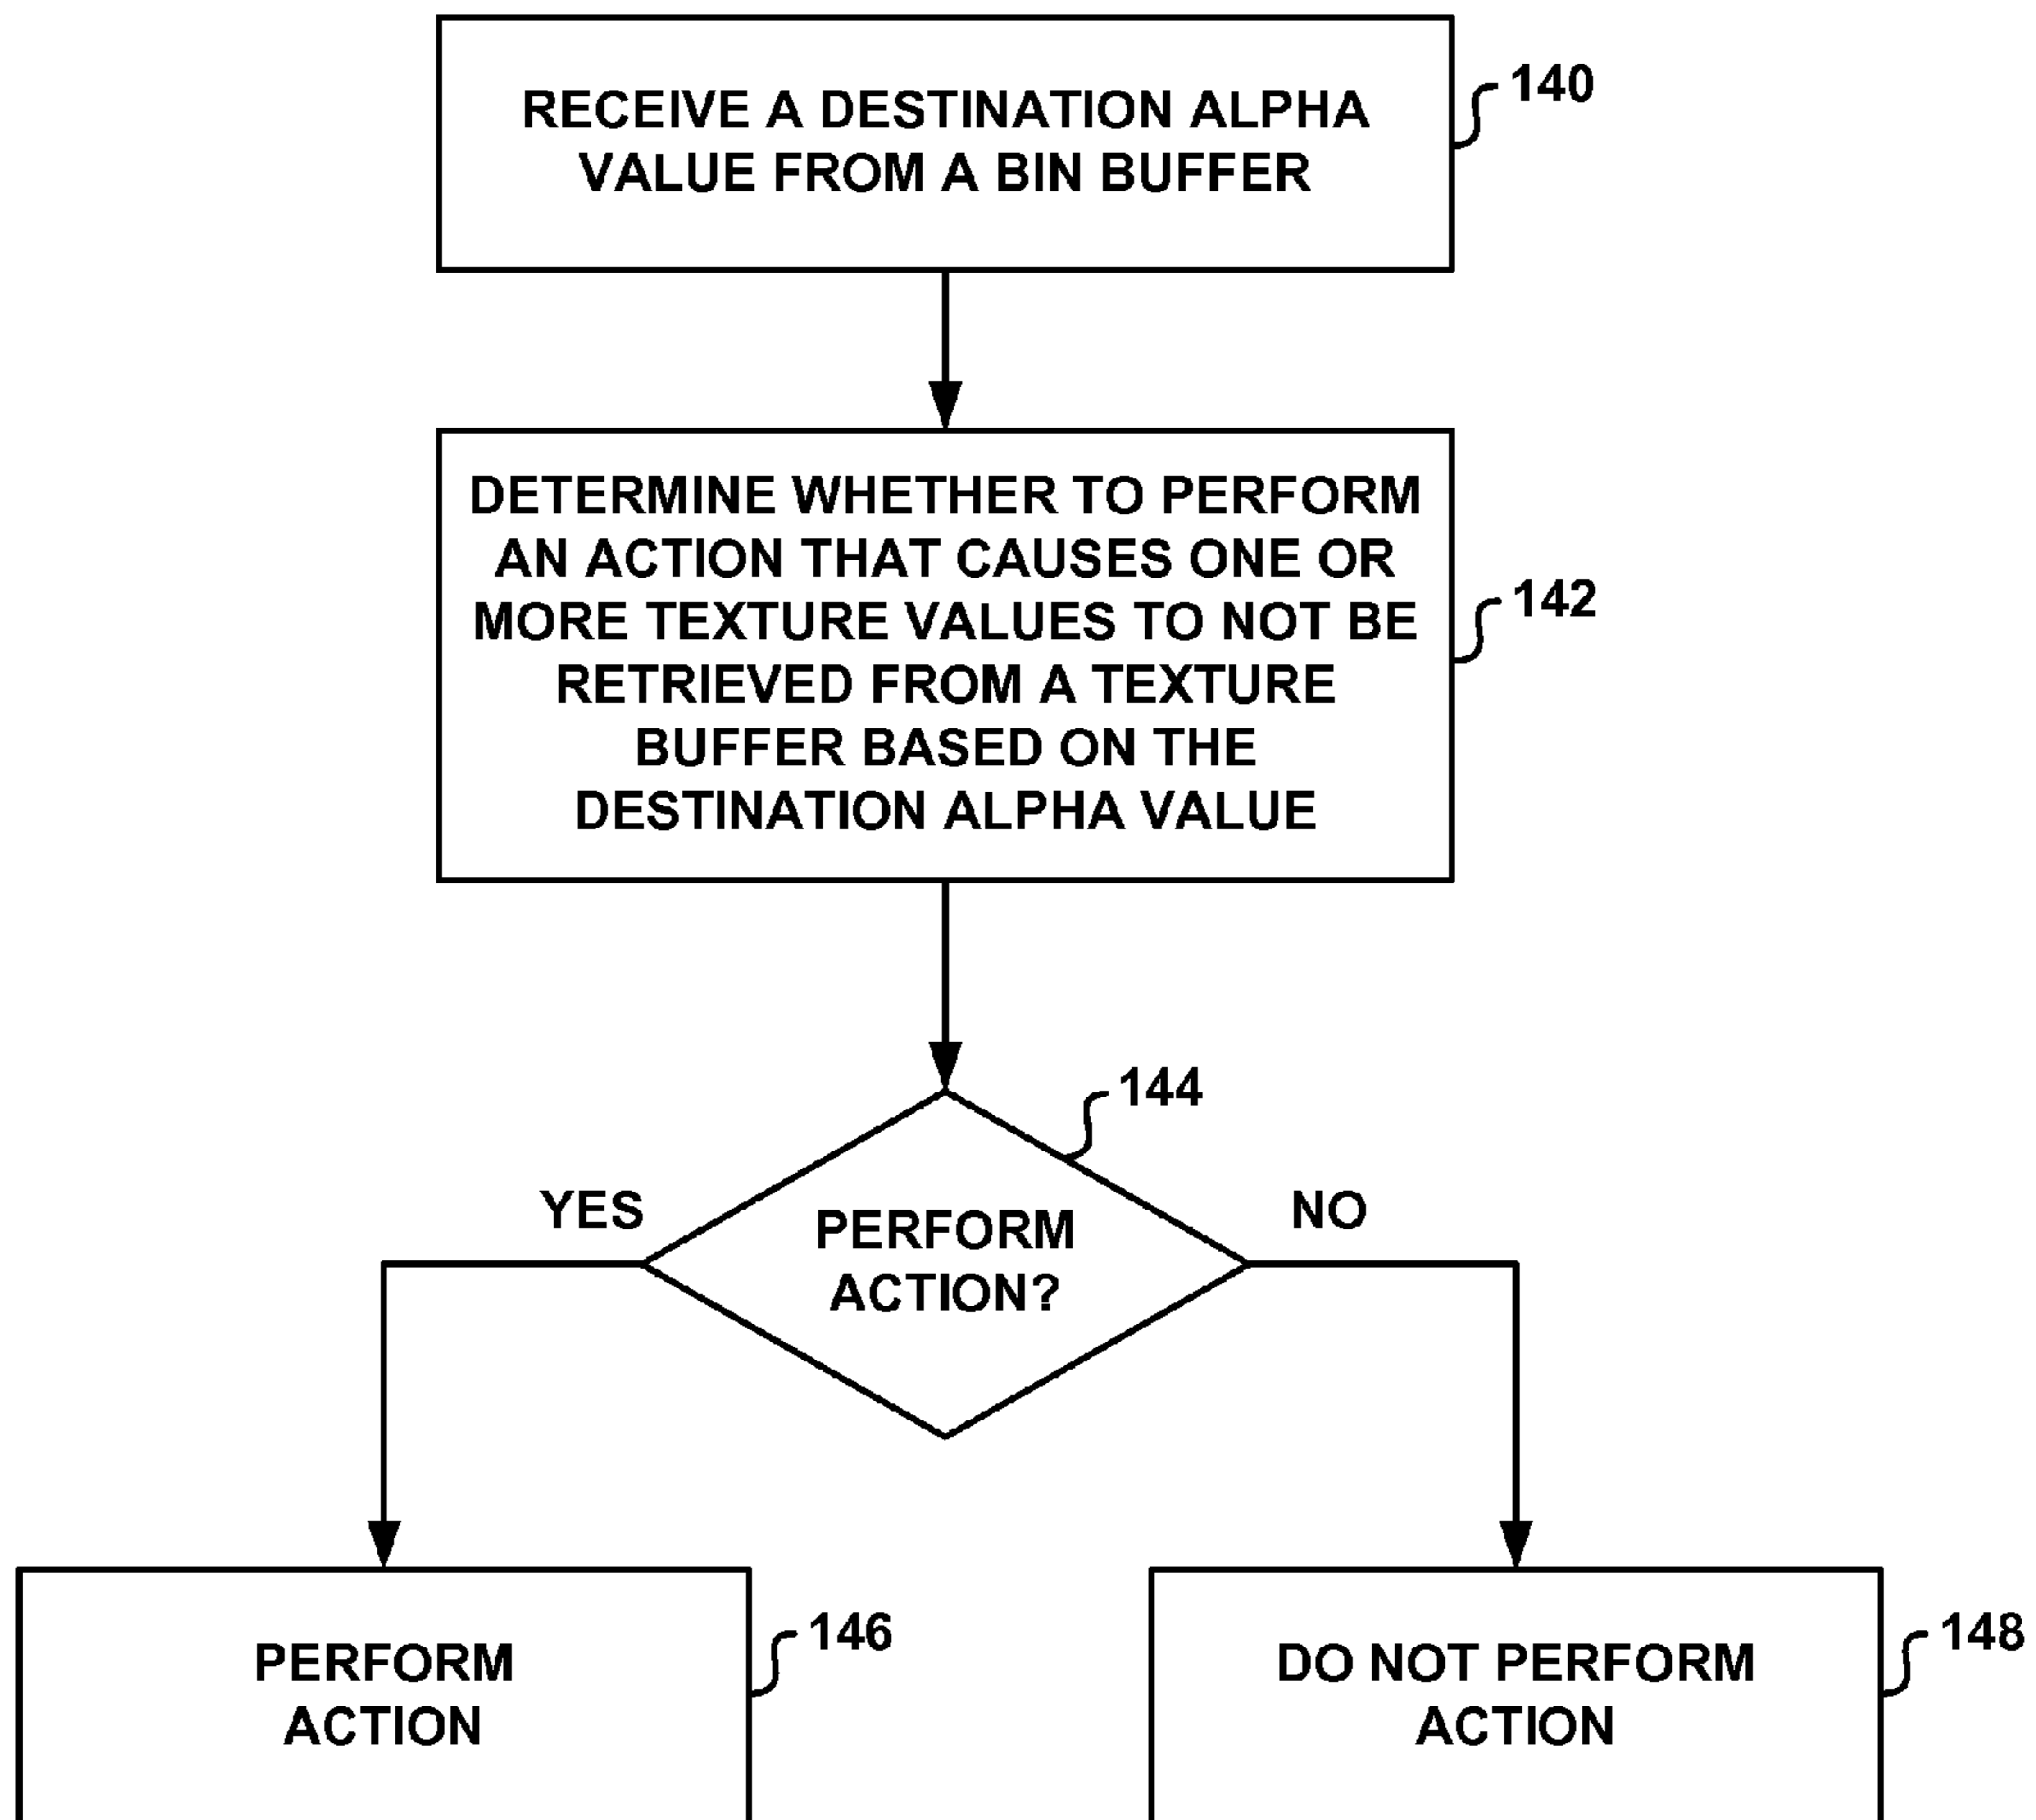 RECEIVE A DESTINATION ALPHA
VALUE FROM A BIN BUFFER
140
DETERMINE WHETHER TO PERFORM
AN ACTION THAT CAUSES ONE OR
MORE TEXTURE VALUES TO NOT BE
RETRIEVED FROM A TEXTURE
BUFFER BASED ON THE
DESTINATION ALPHA VALUE
142
144
YES
PERFORM
ACTION?
NO
PERFORM
ACTION
146
DO NOT PERFORM
ACTION
148